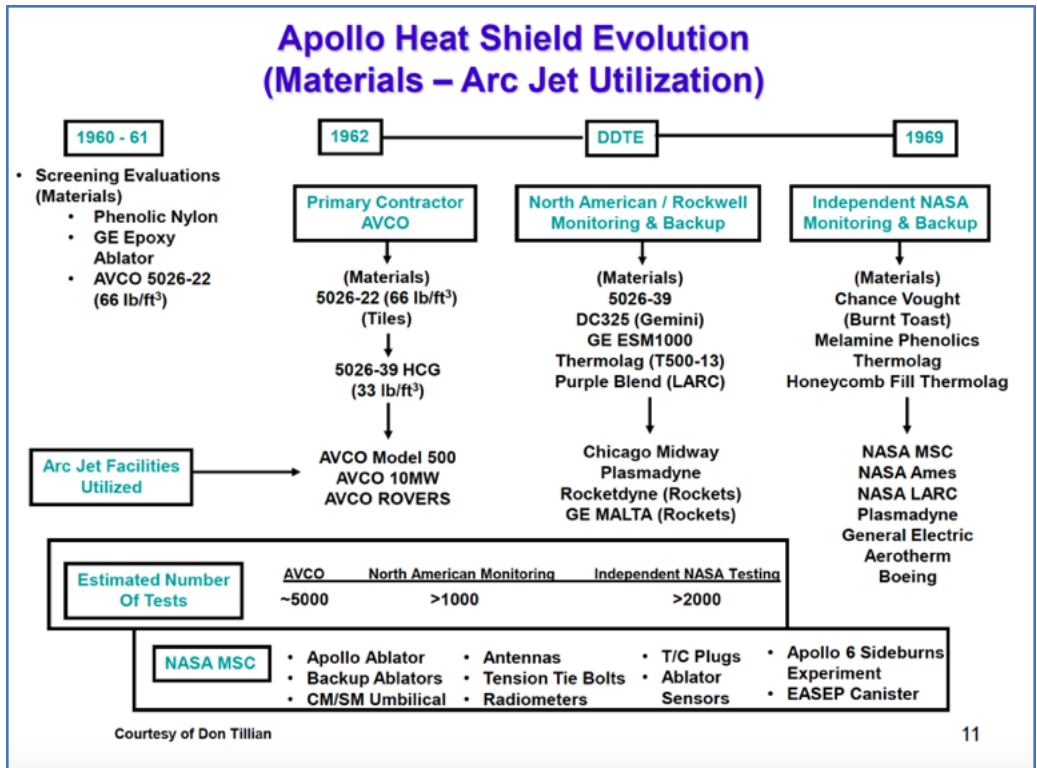 Apollo Heat Shield Evolution
(Materials – Arc Jet Utilization)
1960 - 61
1962
DDTE
1969
• Screening Evaluations
(Materials)
• Phenolic Nylon
• GE Epoxy
Ablator
• AVCO 5026-22
(66 lb/ft³)
Primary Contractor
AVCO
(Materials)
5026-22 (66 lb/ft³)
(Tiles)
5026-39 HCG
(33 lb/ft³)
AVCO Model 500
AVCO 10MW
AVCO ROVERS
North American / Rockwell
Monitoring & Backup
(Materials)
5026-39
DC325 (Gemini)
GE ESM1000
Thermolag (T500-13)
Purple Blend (LARC)
Chicago Midway
Plasmadyne
Rocketdyne (Rockets)
GE MALTA (Rockets)
Independent NASA
Monitoring & Backup
(Materials)
Chance Vought
(Burnt Toast)
Melamine Phenolics
Thermolag
Honeycomb Fill Thermolag
NASA MSC
NASA Ames
NASA LARC
Plasmadyne
General Electric
Aerotherm
Boeing
Arc Jet Facilities
Utilized
Estimated Number
Of Tests
AVCO North American Monitoring Independent NASA Testing
~5000 >1000 >2000
NASA MSC
• Apollo Ablator
• Backup Ablators
• CM/SM Umbilical
• Antennas
• Tension Tie Bolts
• Radiometers
• T/C Plugs
• Ablator
Sensors
• Apollo 6 Sideburns
Experiment
• EASEP Canister
Courtesy of Don Tillian
11